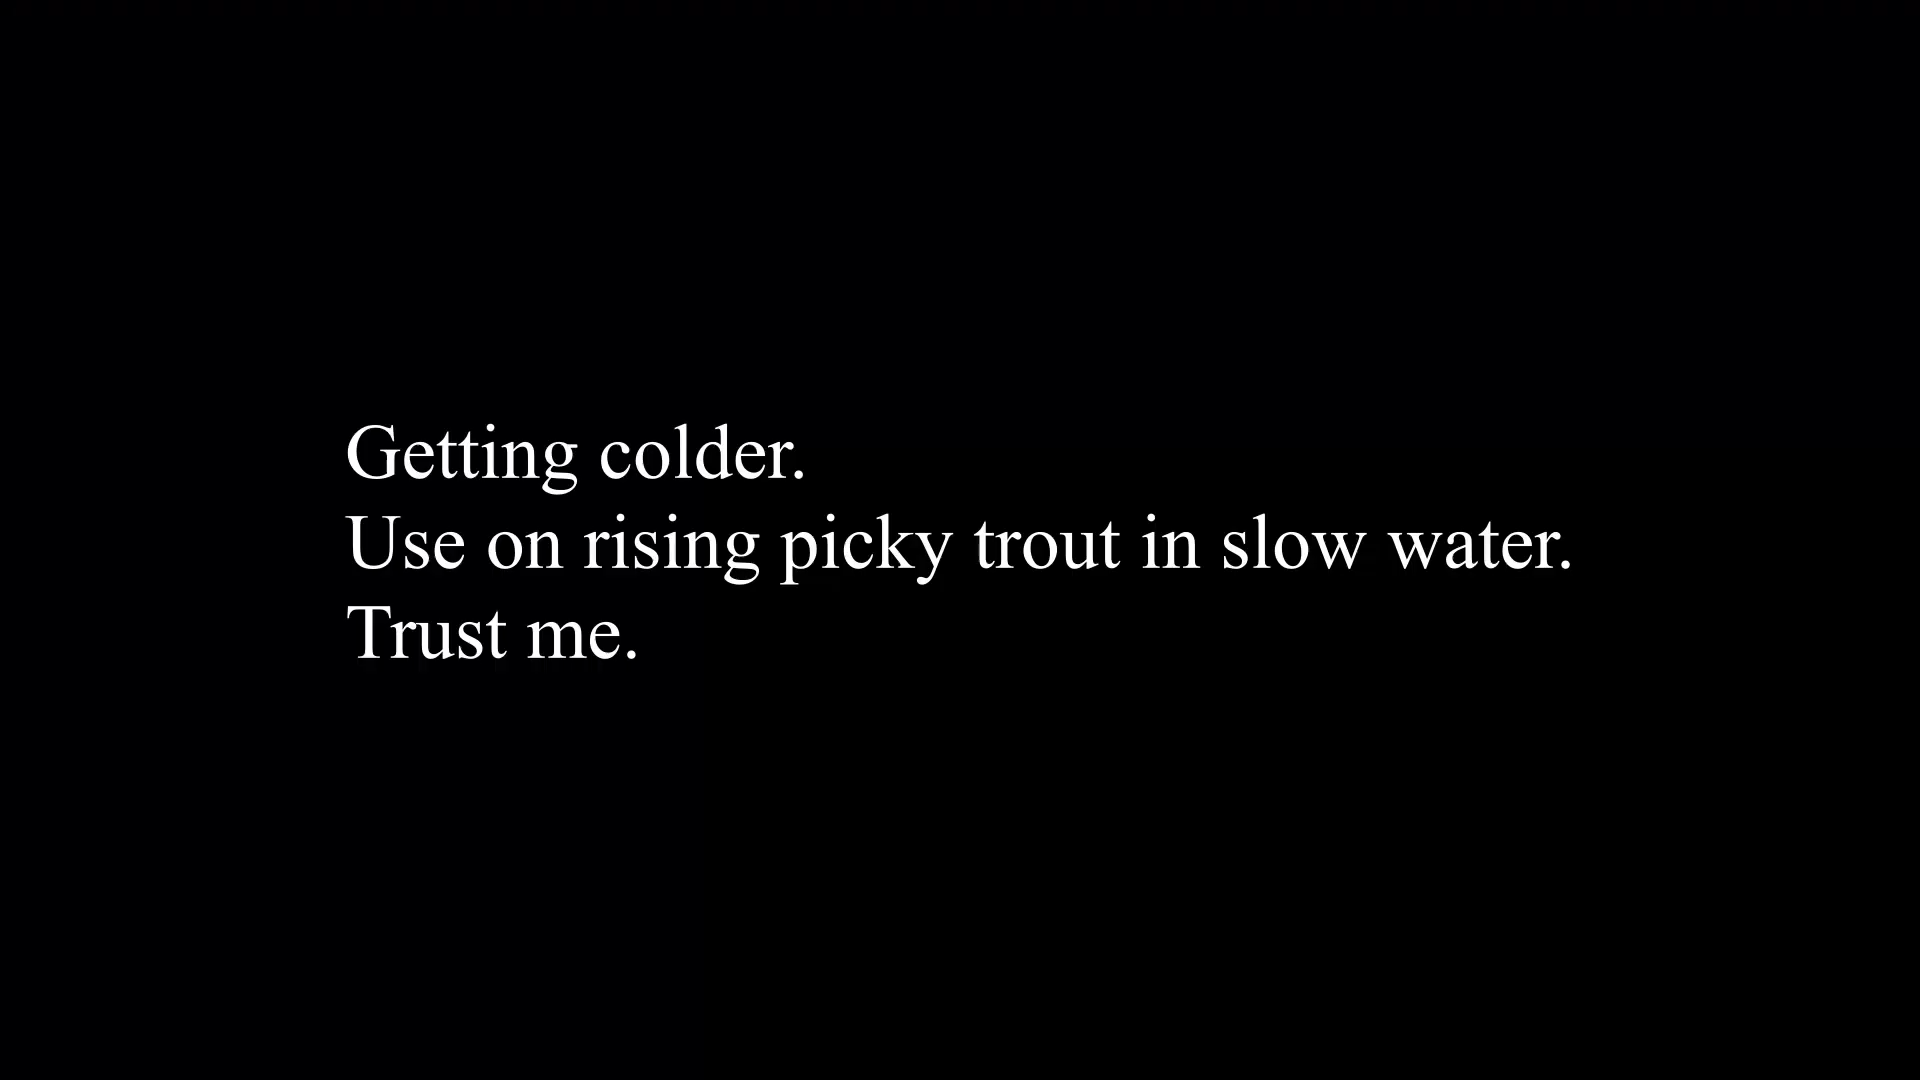 Getting colder.
Use on rising picky trout in slow water.
Trust me.